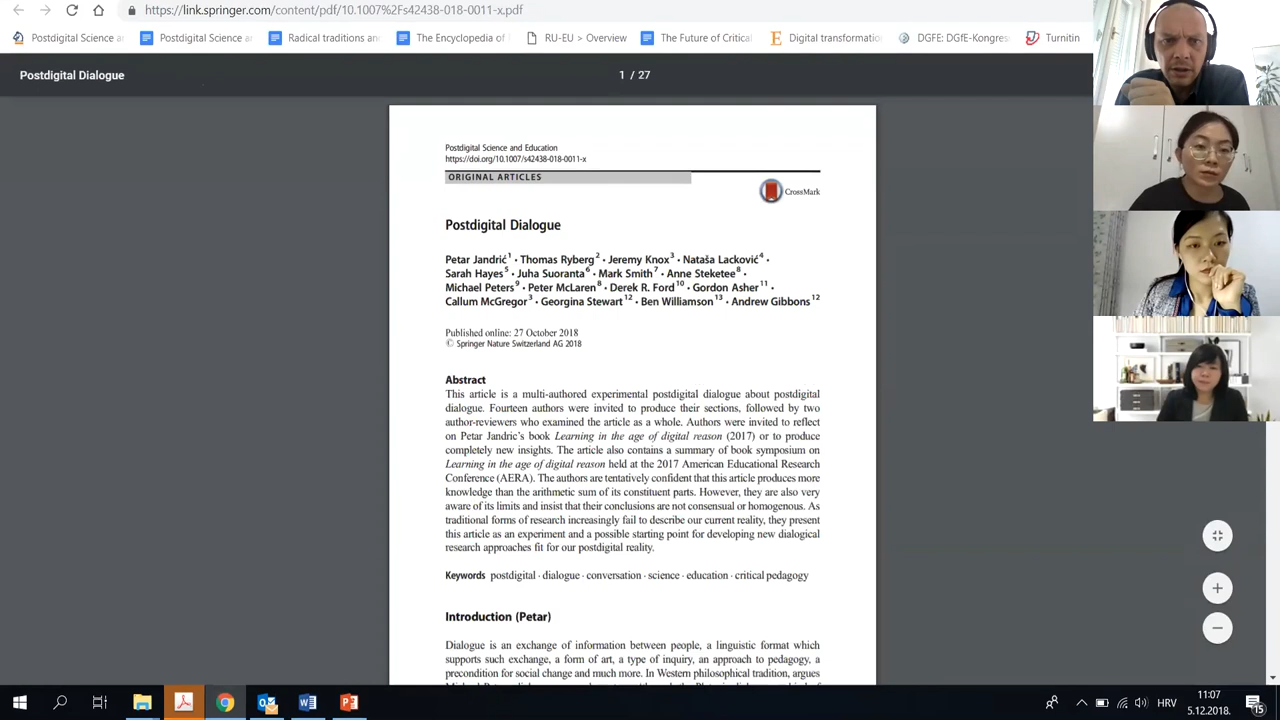 https://link.springer.com/content/pdf/10.1007%2Fs42438-018-0011-x.pdf
Postdigital Science an
Postdigital Science an
Radical traditions and
The Encyclopedia of
RU-EU > Overview
The Future of Critical
Digital transformatio
DGFE: DGfE-Kongres
Turnitin
Postdigital Dialogue
1 / 27
Postdigital Science and Education
https://doi.org/10.1007/s42438-018-0011-x
ORIGINAL ARTICLES
CrossMark
Postdigital Dialogue
Petar Jandrić1 · Thomas Ryberg2 · Jeremy Knox3 · Nataša Lacković4 ·
Sarah Hayes5 · Juha Suoranta6 · Mark Smith7 · Anne Steketee8 ·
Michael Peters9 · Peter McLaren8 · Derek R. Ford10 · Gordon Asher11 ·
Callum McGregor3 · Georgina Stewart12 · Ben Williamson13 · Andrew Gibbons12
Published online: 27 October 2018
© Springer Nature Switzerland AG 2018
Abstract
This article is a multi-authored experimental postdigital dialogue about postdigital
dialogue. Fourteen authors were invited to produce their sections, followed by two
author-reviewers who examined the article as a whole. Authors were invited to reflect
on Petar Jandric's book Learning in the age of digital reason (2017) or to produce
completely new insights. The article also contains a summary of book symposium on
Learning in the age of digital reason held at the 2017 American Educational Research
Conference (AERA). The authors are tentatively confident that this article produces more
knowledge than the arithmetic sum of its constituent parts. However, they are also very
aware of its limits and insist that their conclusions are not consensual or homogenous. As
traditional forms of research increasingly fail to describe our current reality, they present
this article as an experiment and a possible starting point for developing new dialogical
research approaches fit for our postdigital reality.
Keywords postdigital · dialogue · conversation · science · education · critical pedagogy
Introduction (Petar)
Dialogue is an exchange of information between people, a linguistic format which
supports such exchange, a form of art, a type of inquiry, an approach to pedagogy, a
precondition for social change and much more. In Western philosophical tradition, argues
HRV
11:07
5.12.2018.
15